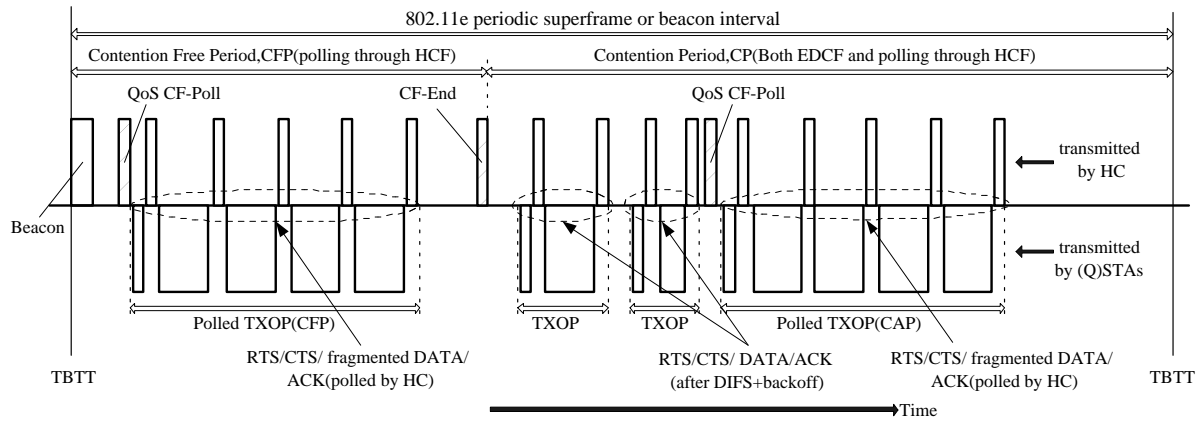 802.11e periodic superframe or beacon interval
Contention Free Period,CFP(polling through HCF)
Contention Period,CP(Both EDCF and polling through HCF)
QoS CF-Poll
CF-End
QoS CF-Poll
transmitted
by HC
Beacon
transmitted
by (Q)STAs
Polled TXOP(CFP)
TXOP
TXOP
Polled TXOP(CAP)
RTS/CTS/ fragmented DATA/
ACK(polled by HC)
RTS/CTS/ DATA/ACK
(after DIFS+backoff)
RTS/CTS/ fragmented DATA/
ACK(polled by HC)
TBTT
TBTT
Time